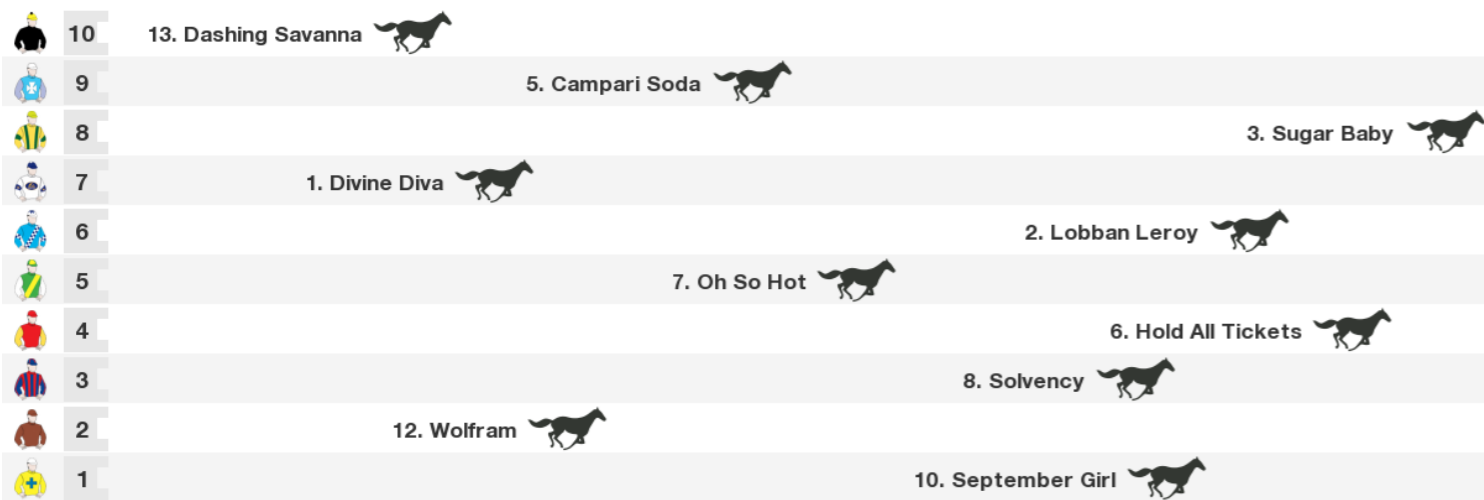 10 13. Dashing Savanna
9 5. Campari Soda
8 3. Sugar Baby
7 1. Divine Diva
6 2. Lobban Leroy
5 7. Oh So Hot
4 6. Hold All Tickets
3 8. Solvency
2 12. Wolfram
1 10. September Girl